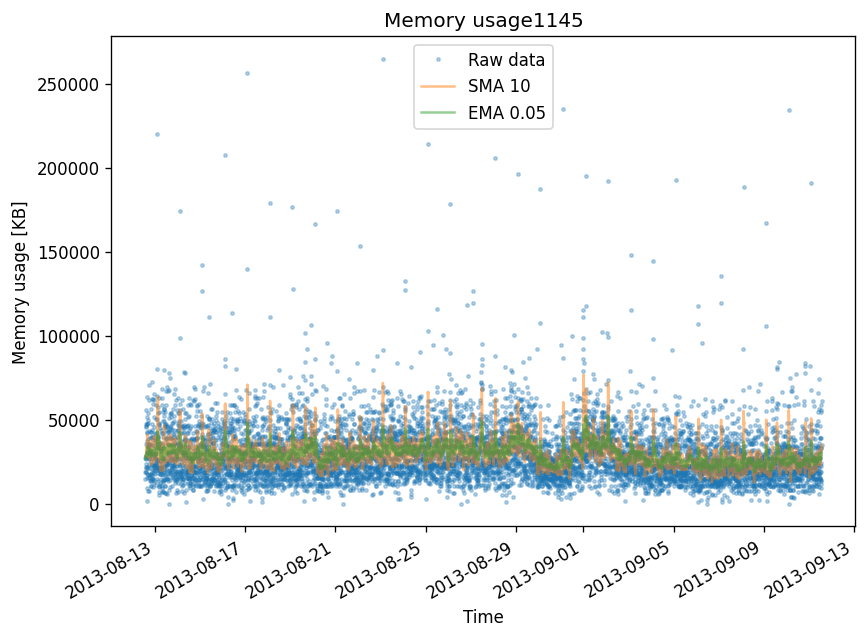 Memory usage1145
Raw data
SMA 10
EMA 0.05
Memory usage [KB]
250000
200000
150000
100000
50000
0
2013-08-13
2013-08-17
2013-08-21
2013-08-25
2013-08-29
2013-09-01
2013-09-05
2013-09-09
2013-09-13
Time